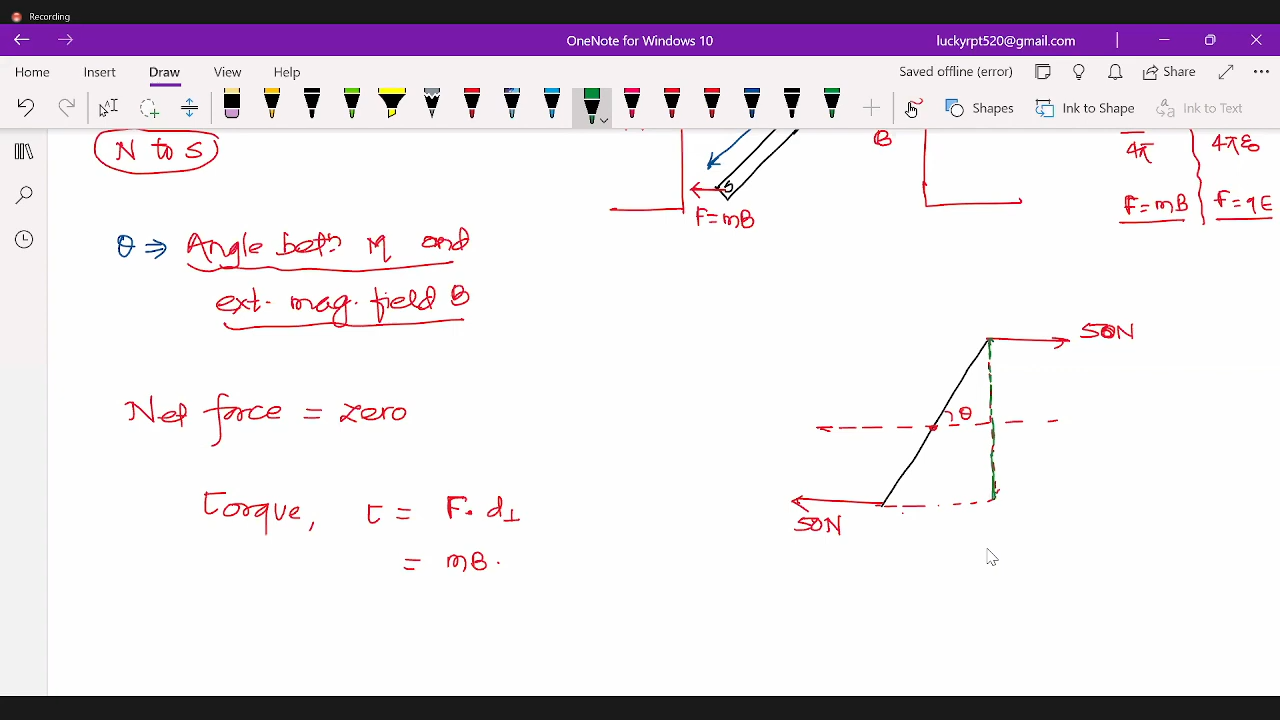 Recording
OneNote for Windows 10
luckyrpt520@gmail.com
Home Insert Draw View Help
Saved offline (error)
Share
Shapes
Ink to Shape
Ink to Text
N to S
S
F=mB
B
4π
4πε₀
F=mB
F=qE
θ ⇒ Angle betn M and
ext. mag. field B
50N
θ
Net force = zero
50N
Torque, τ = F. d⊥
= mB.